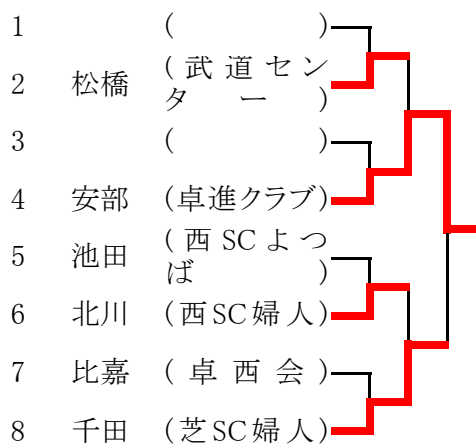 1 ( )
2 松橋 (武道センター)
3 ( )
4 安部 (卓進クラブ)
5 池田 (西SCよつば)
6 北川 (西SC婦人)
7 比嘉 (卓西会)
8 千田 (芝SC婦人)